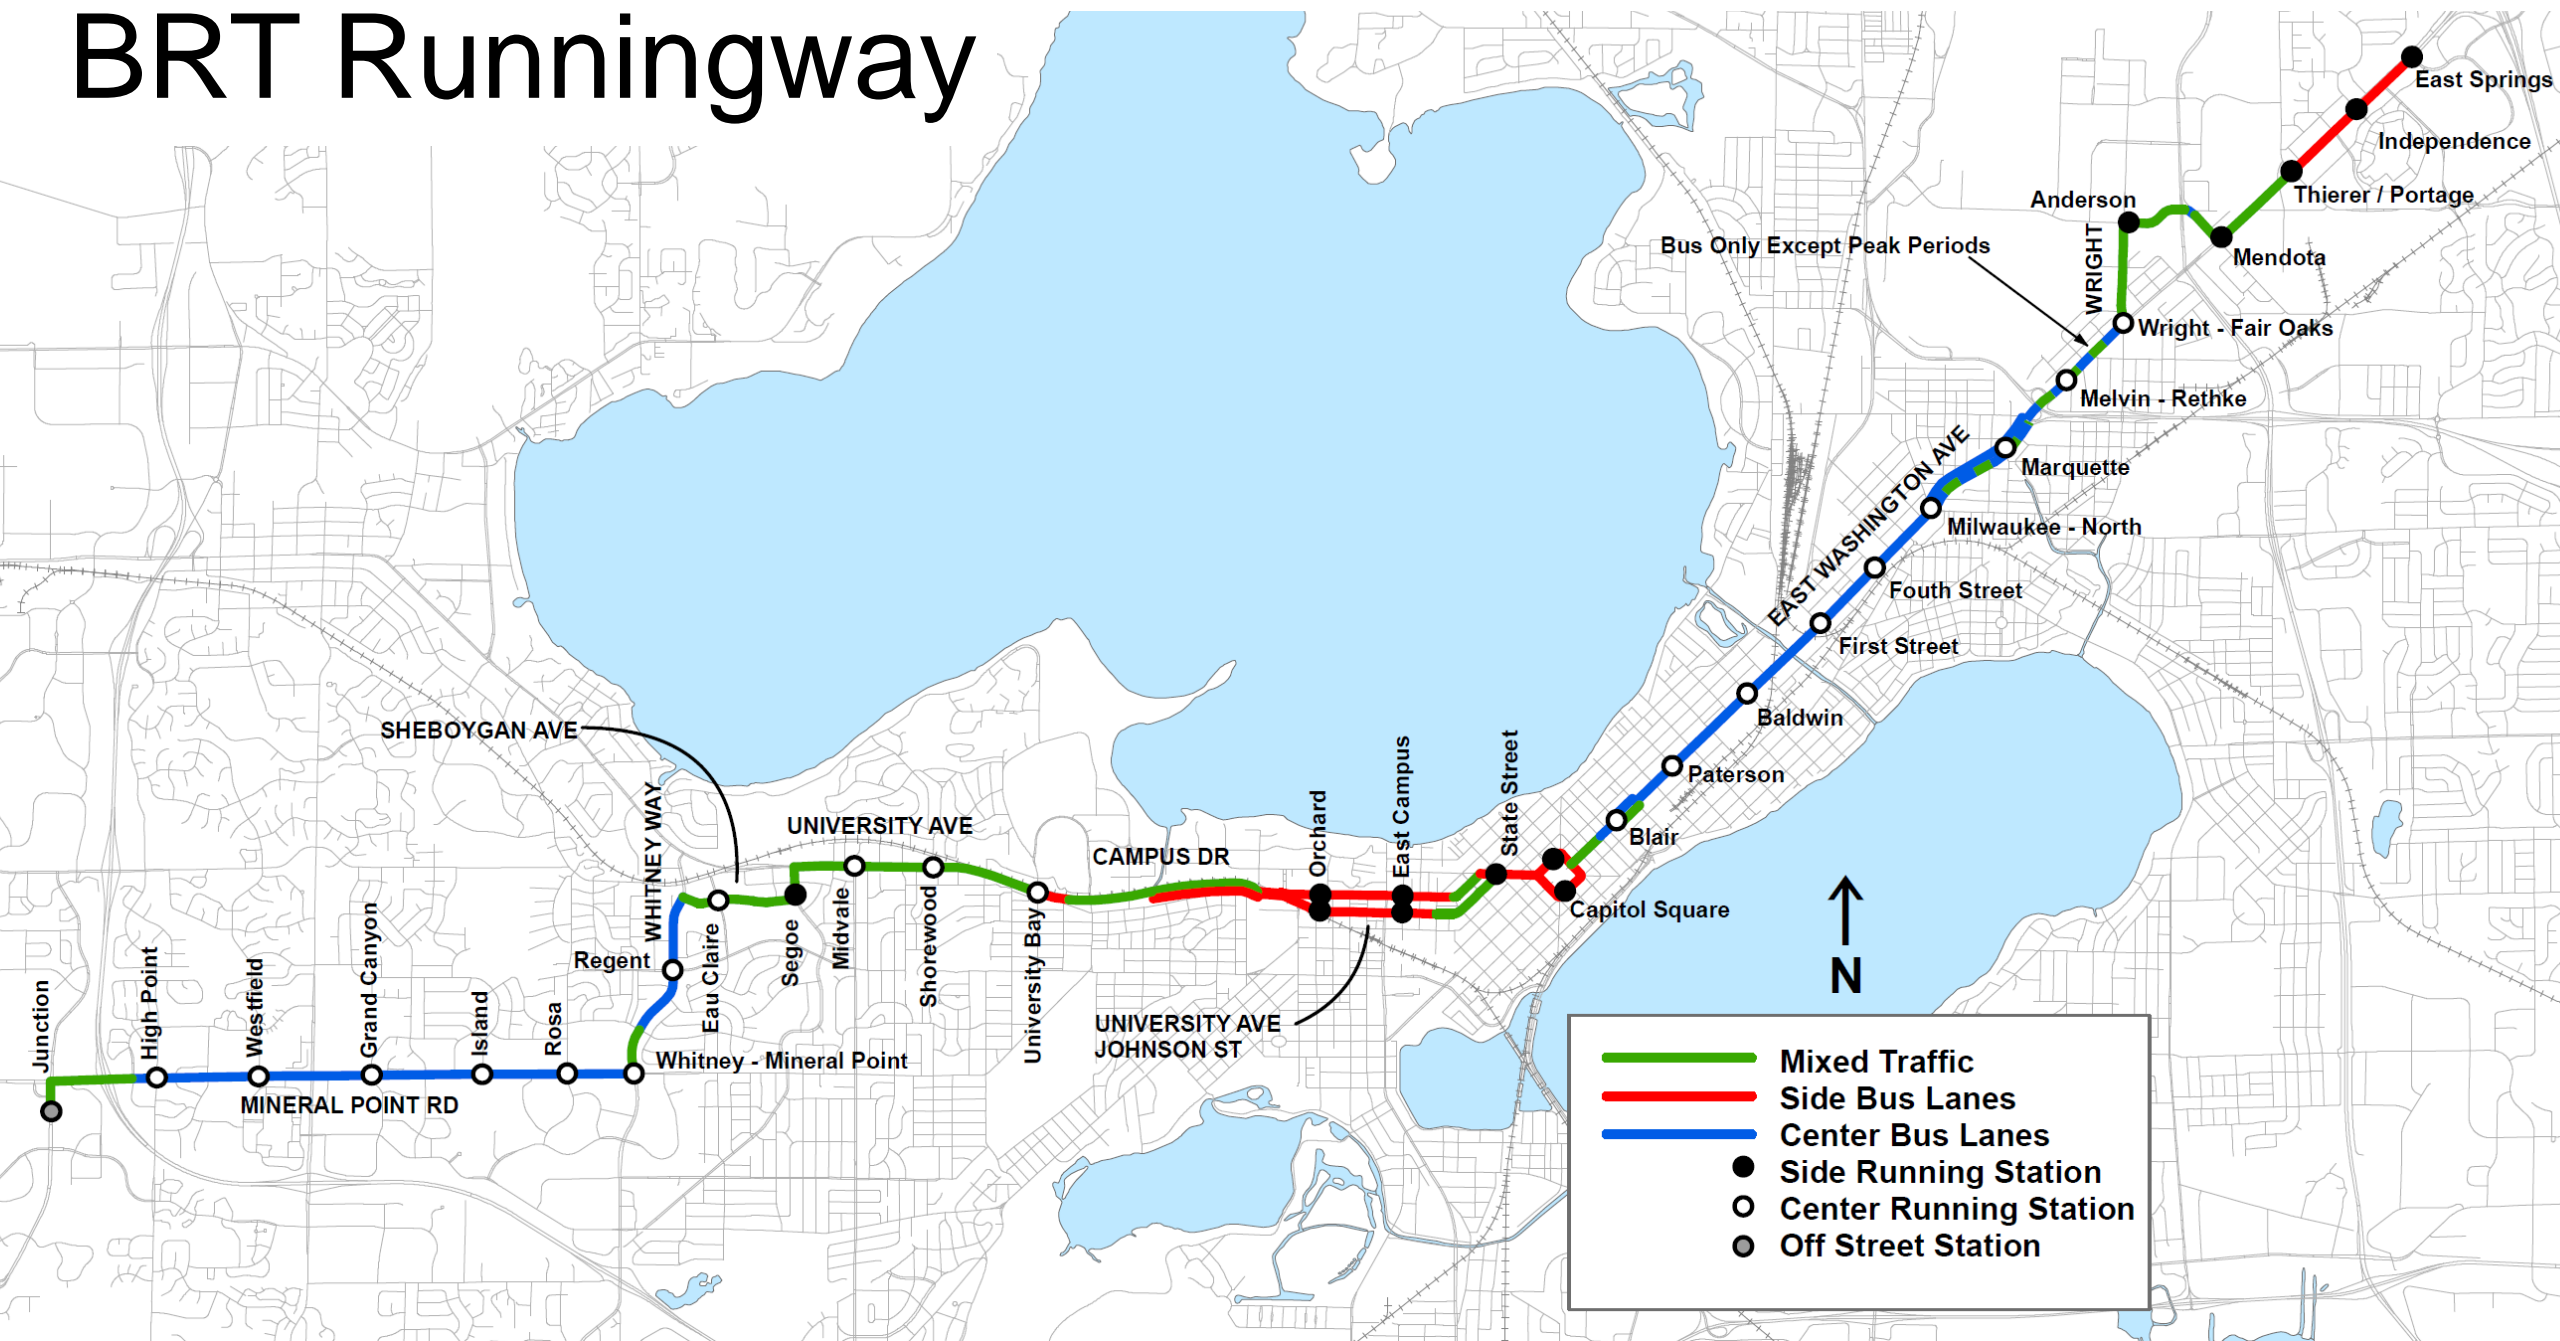 BRT Runningway
East Springs
Independence
Thierer / Portage
Anderson
Mendota
Bus Only Except Peak Periods
WRIGHT
Wright - Fair Oaks
Melvin - Rethke
EAST WASHINGTON AVE
Marquette
Milwaukee - North
Fouth Street
First Street
Baldwin
Paterson
Blair
State Street
Capitol Square
East Campus
Orchard
SHEBOYGAN AVE
WHITNEY WAY
UNIVERSITY AVE
CAMPUS DR
Regent
Eau Claire
Segoe
Midvale
Shorewood
University Bay
UNIVERSITY AVE
JOHNSON ST
Junction
High Point
Westfield
Grand Canyon
Island
Rosa
Whitney - Mineral Point
MINERAL POINT RD
N
Mixed Traffic
Side Bus Lanes
Center Bus Lanes
Side Running Station
Center Running Station
Off Street Station